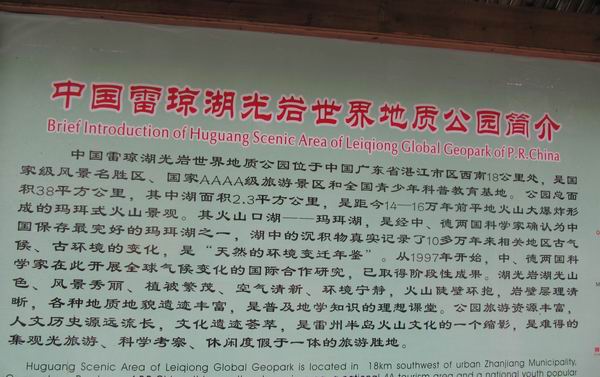 中国雷琼湖光岩世界地质公园简介
Brief Introduction of Huguang Scenic Area of Leiqiong Global Geopark of P.R.China
中国雷琼湖光岩世界地质公园位于中国广东省湛江市区西南18公里处，是国
家级风景名胜区、国家AAAA级旅游景区和全国青少年科普教育基地。公园总面
积38平方公里，其中湖面积2.3平方公里，是距今14—16万年前平地火山大爆炸形
成的玛珥式火山景观。其火山口湖——玛珥湖，是经中、德两国科学家确认为中
国保存最完好的玛珥湖之一，湖中的沉积物真实记录了10多万年来相关地区古气
候、古环境的变化，是“天然的环境变迁年鉴”。从1997年开始，中、德两国科
学家在此开展全球气候变化的国际合作研究，已取得阶段性成果。湖光岩湖光山
色、风景秀丽、植被繁茂、空气清新、环境宁静，火山陡壁环抱，岩壁层理清
晰，各种地质地貌遗迹丰富，是普及地学知识的理想课堂。公园旅游资源丰富，
人文历史源远流长，文化遗迹荟萃，是雷州半岛火山文化的一个缩影，是难得的
集观光旅游、科学考察、休闲度假于一体的旅游胜地。
Huguang Scenic Area of Leiqiong Global Geopark is located in 18km southwest of urban Zhanjiang Municipality,
national 4A tourism area and a national youth popular